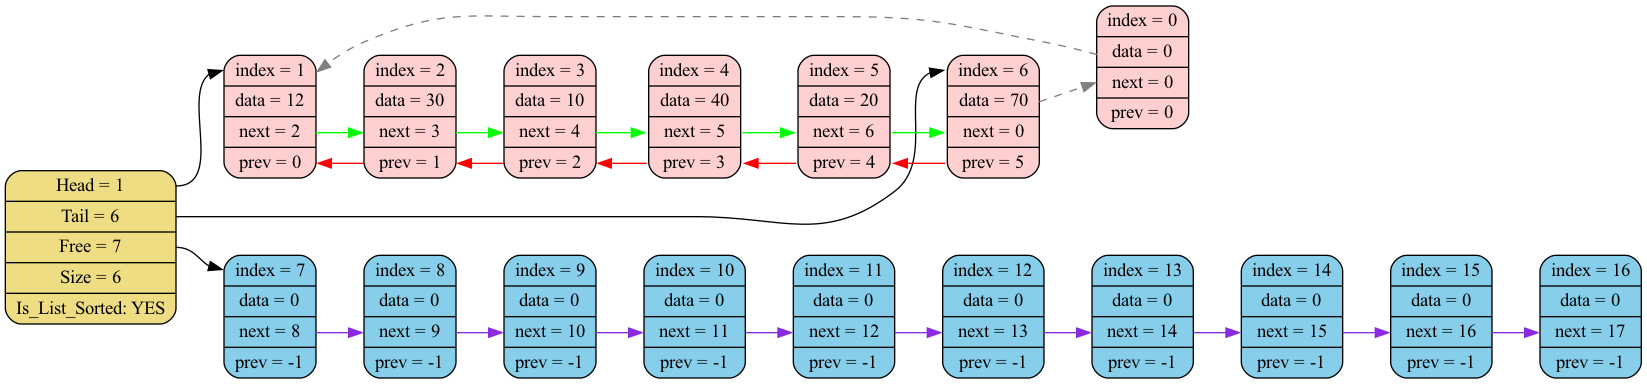 index = 0
data = 0
next = 0
prev = 0
index = 1
data = 12
next = 2
prev = 0
index = 2
data = 30
next = 3
prev = 1
index = 3
data = 10
next = 4
prev = 2
index = 4
data = 40
next = 5
prev = 3
index = 5
data = 20
next = 6
prev = 4
index = 6
data = 70
next = 0
prev = 5
Head = 1
Tail = 6
Free = 7
Size = 6
Is_List_Sorted: YES
index = 7
data = 0
next = 8
prev = -1
index = 8
data = 0
next = 9
prev = -1
index = 9
data = 0
next = 10
prev = -1
index = 10
data = 0
next = 11
prev = -1
index = 11
data = 0
next = 12
prev = -1
index = 12
data = 0
next = 13
prev = -1
index = 13
data = 0
next = 14
prev = -1
index = 14
data = 0
next = 15
prev = -1
index = 15
data = 0
next = 16
prev = -1
index = 16
data = 0
next = 17
prev = -1